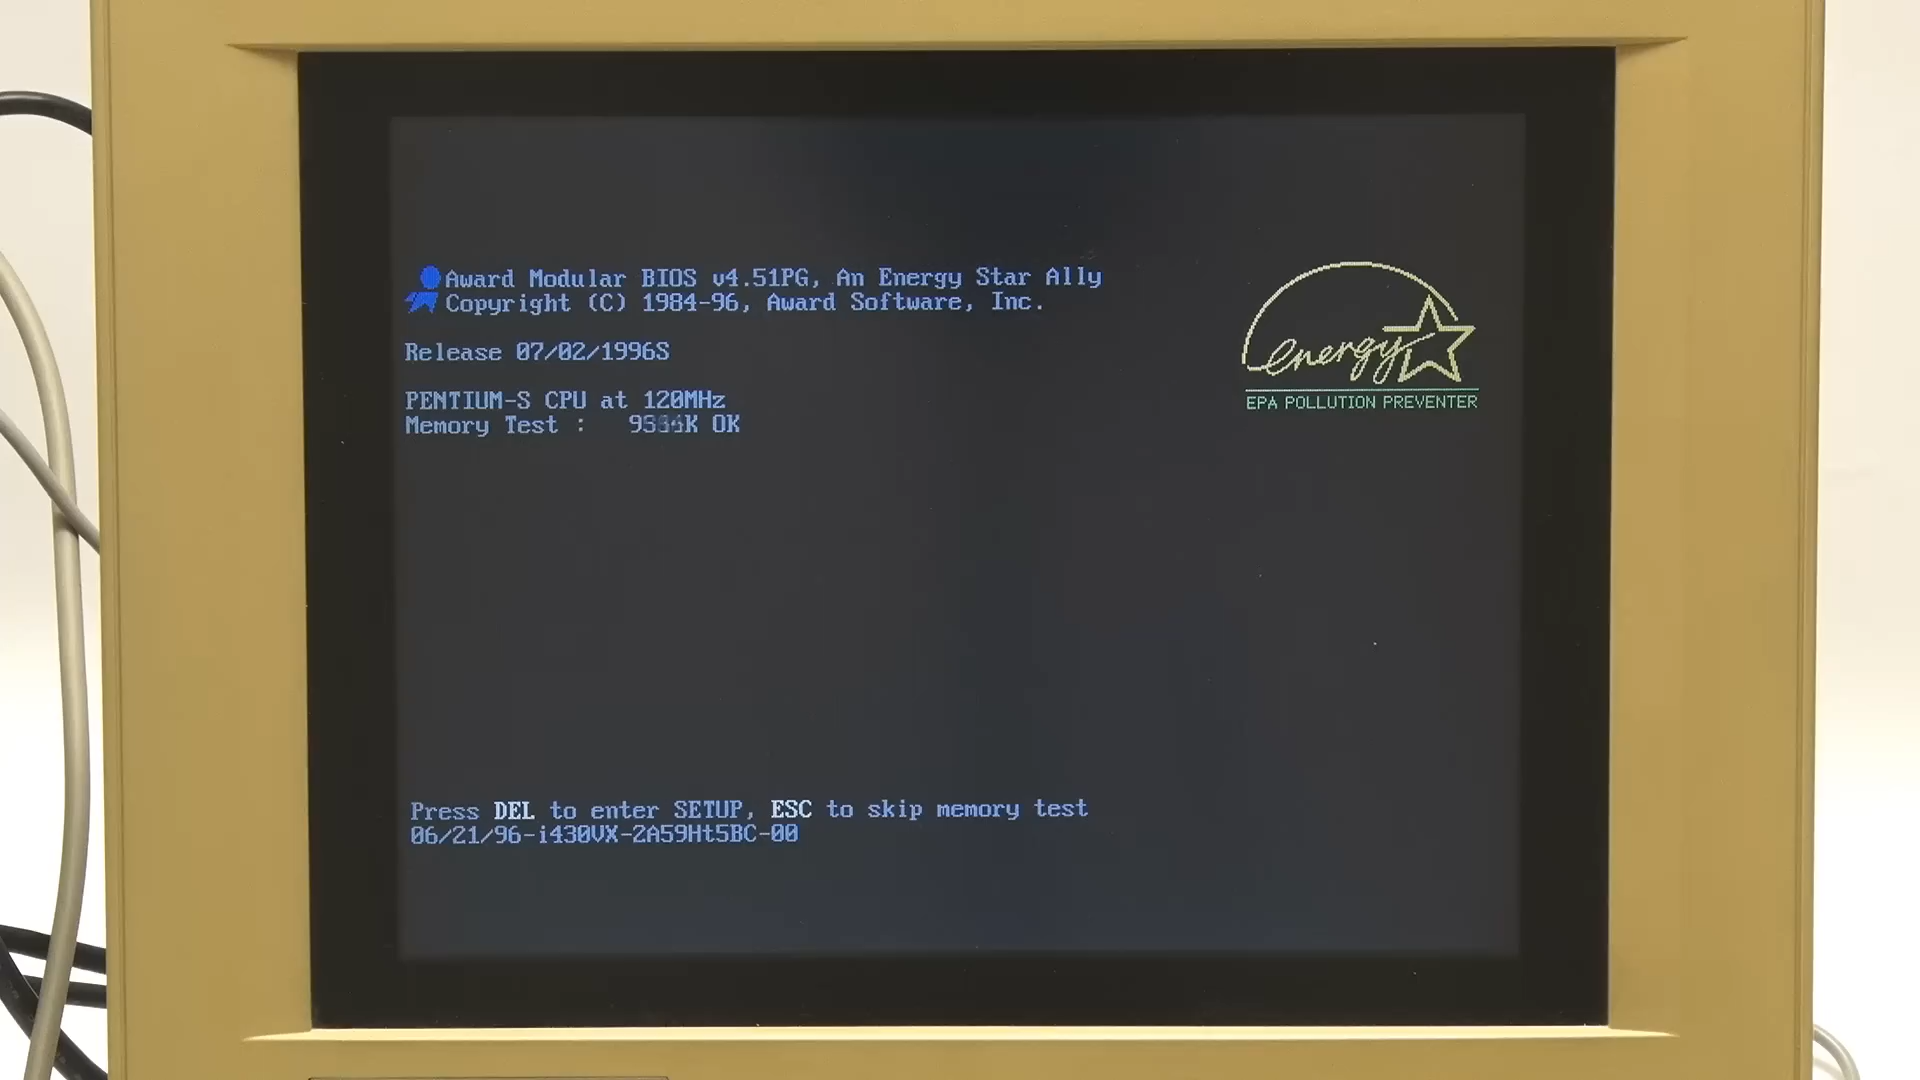 Award Modular BIOS v4.51PG, An Energy Star Ally
Copyright (C) 1984-96, Award Software, Inc.
energy
EPA POLLUTION PREVENTER
Release 07/02/1996S
PENTIUM-S CPU at 120MHz
Memory Test : OK
Press DEL to enter SETUP, ESC to skip memory test
06/21/96-i430VX-2A59Ht5BC-00